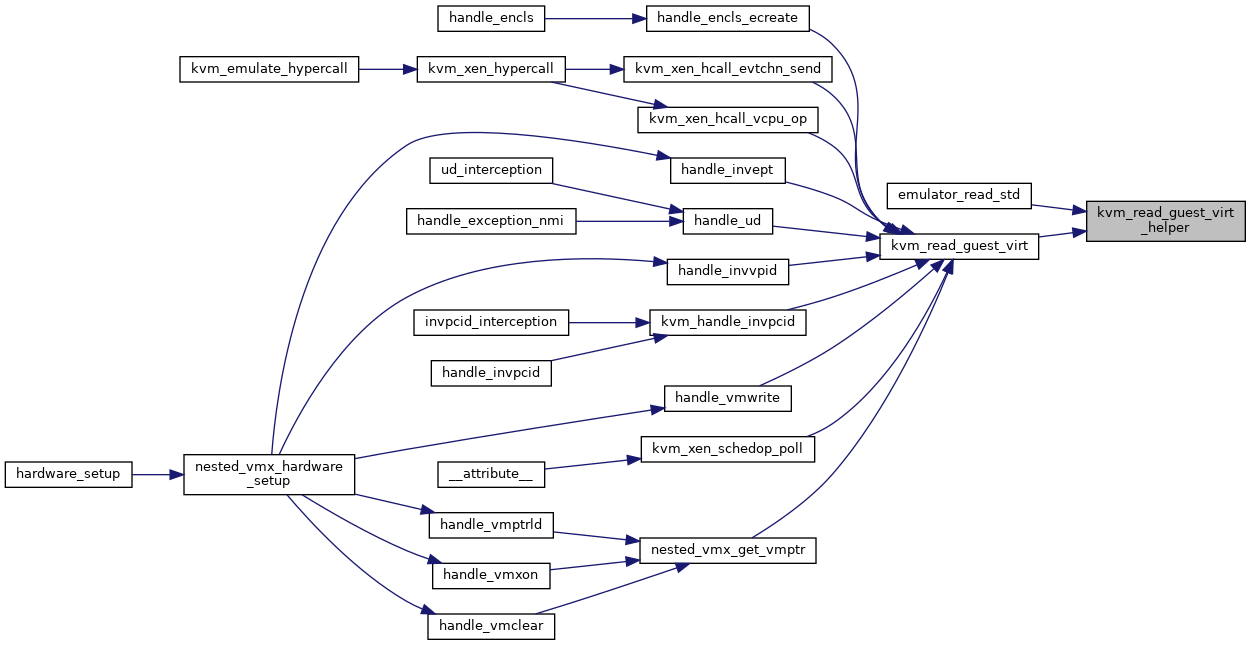 handle_encls
handle_encls_ecreate
kvm_emulate_hypercall
kvm_xen_hypercall
kvm_xen_hcall_evtchn_send
kvm_xen_hcall_vcpu_op
ud_interception
handle_invept
emulator_read_std
kvm_read_guest_virt
_helper
handle_exception_nmi
handle_ud
kvm_read_guest_virt
handle_invvpid
invpcid_interception
kvm_handle_invpcid
handle_invpcid
handle_vmwrite
kvm_xen_schedop_poll
hardware_setup
nested_vmx_hardware
_setup
__attribute__
handle_vmptrld
nested_vmx_get_vmptr
handle_vmxon
handle_vmclear